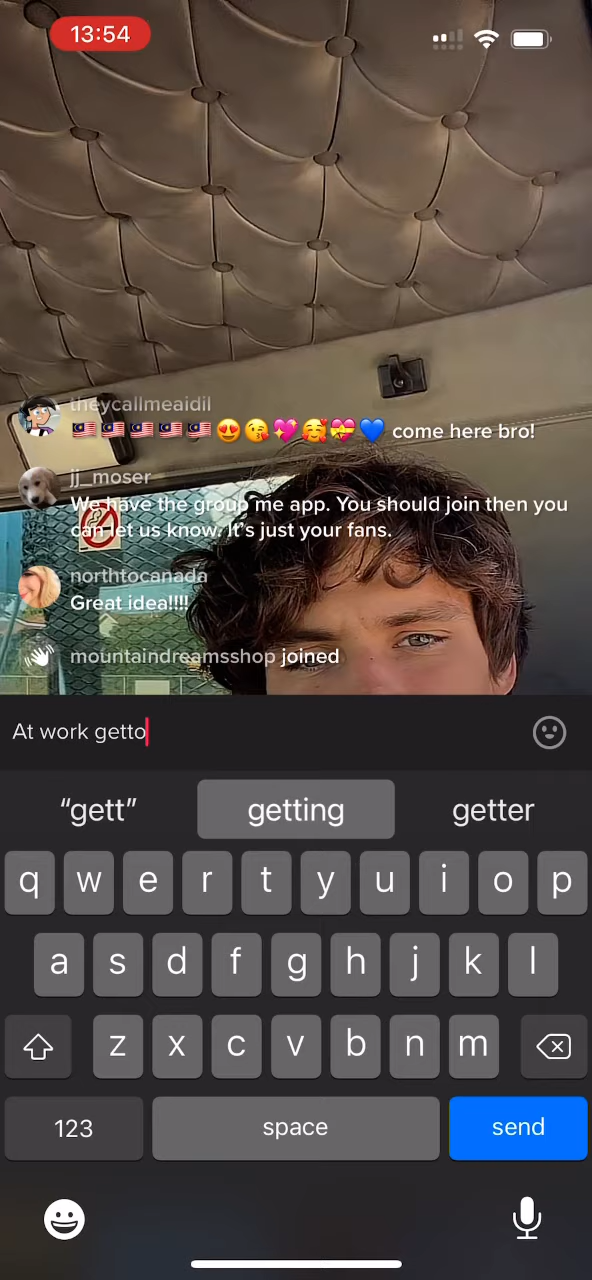 13:54
theycallmeaidil
🇲🇾🇲🇾🇲🇾🇲🇾🇲🇾😍😘💖🥰💝💙 come here bro!
jj_moser
We have the group me app. You should join then you
can let us know. It's just your fans.
northtocanada
Great idea!!!!
mountaindreamsshop joined
At work getto
“gett” getting getter
q w e r t y u i o p
a s d f g h j k l
z x c v b n m
123 space send